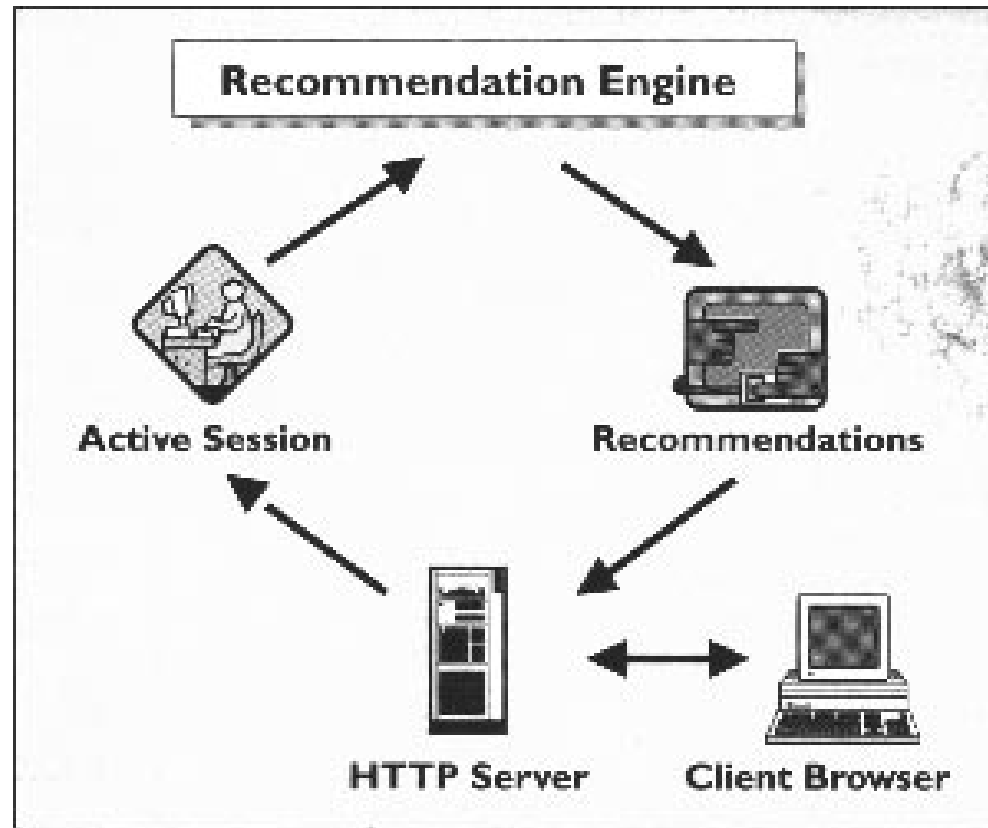 Recommendation Engine
Active Session
Recommendations
HTTP Server
Client Browser